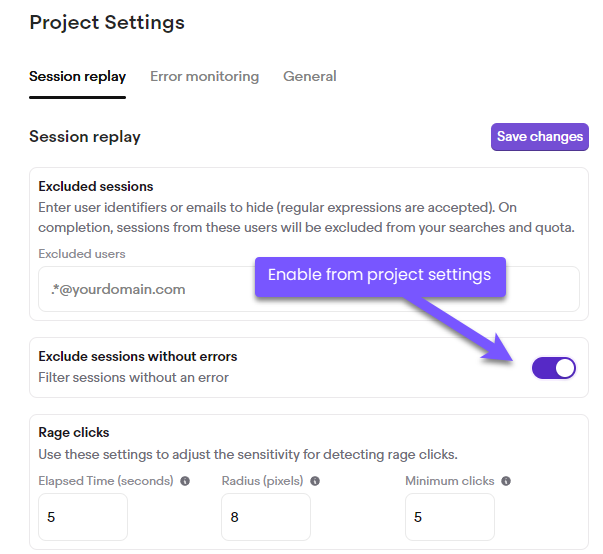 Project Settings
Session replay Error monitoring General
Session replay
Save changes
Excluded sessions
Enter user identifiers or emails to hide (regular expressions are accepted). On
completion, sessions from these users will be excluded from your searches and quota.
Excluded users
.*@yourdomain.com
Enable from project settings
Exclude sessions without errors
Filter sessions without an error
Rage clicks
Use these settings to adjust the sensitivity for detecting rage clicks.
Elapsed Time (seconds) Radius (pixels) Minimum clicks
5 8 5